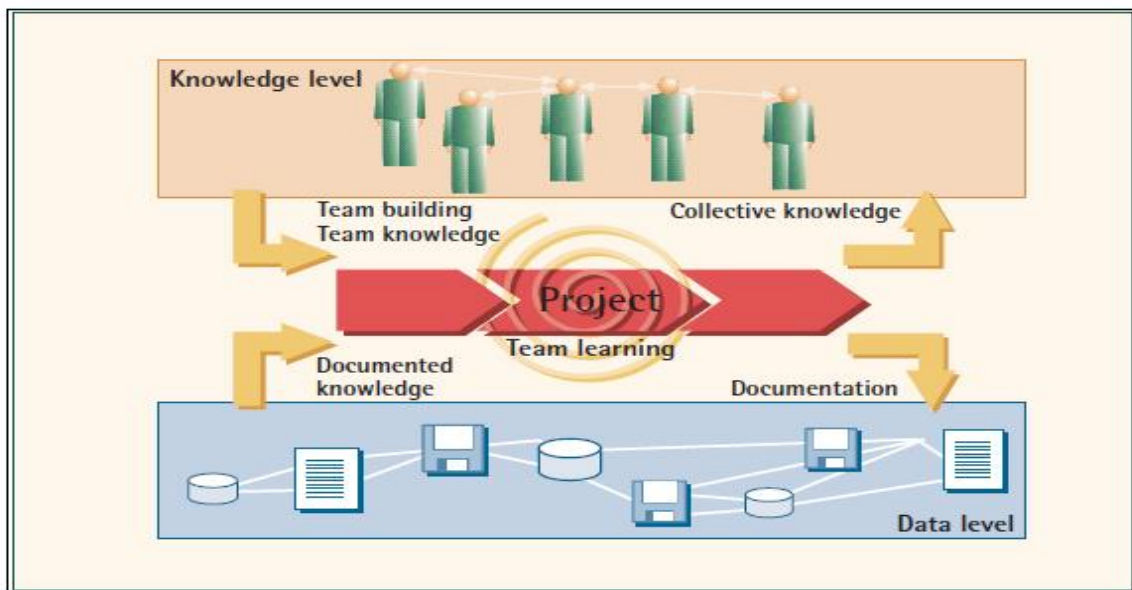 Knowledge level
Team building
Team knowledge
Collective knowledge
Project
Team learning
Documented
knowledge
Documentation
Data level